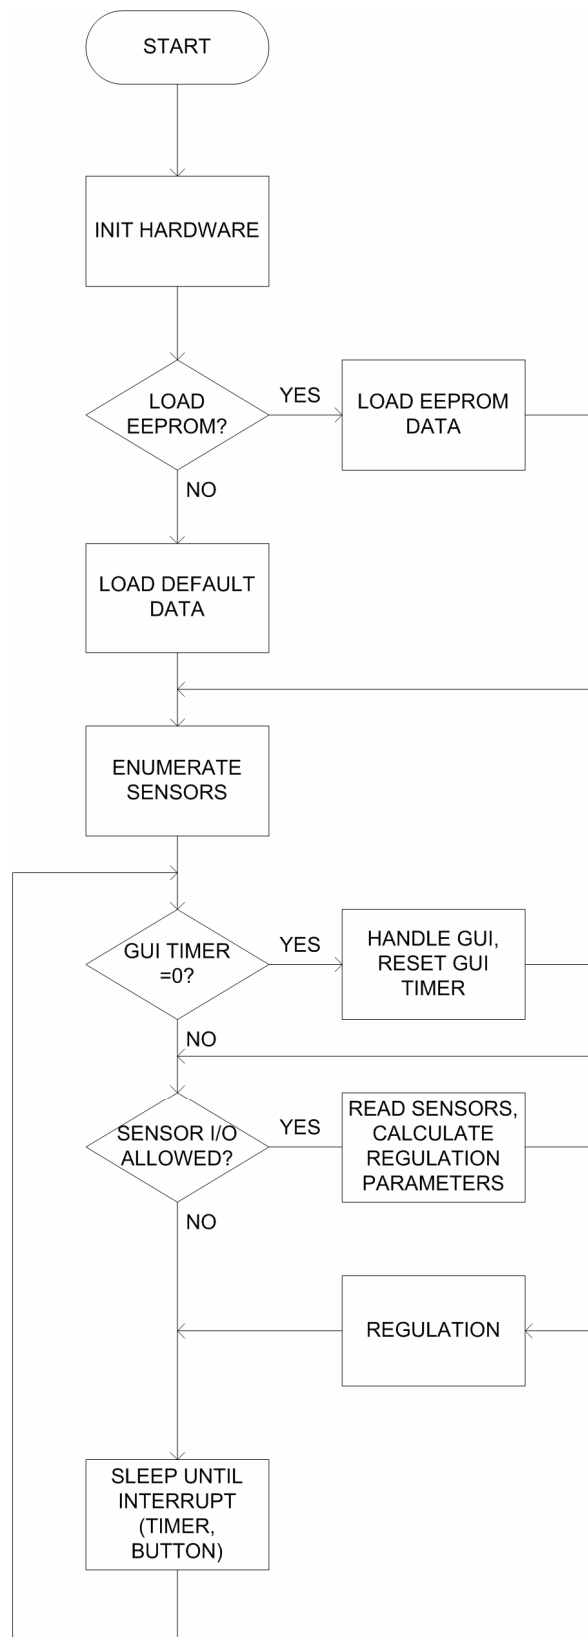 START
INIT HARDWARE
LOAD
EEPROM?
YES
LOAD EEPROM
DATA
NO
LOAD DEFAULT
DATA
ENUMERATE
SENSORS
GUI TIMER
=0?
YES
HANDLE GUI,
RESET GUI
TIMER
NO
SENSOR I/O
ALLOWED?
YES
READ SENSORS,
CALCULATE
REGULATION
PARAMETERS
NO
REGULATION
SLEEP UNTIL
INTERRUPT
(TIMER,
BUTTON)